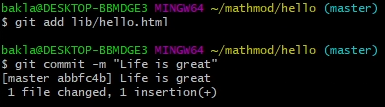 bakla@DESKTOP-BBMDGE3 MINGW64 ~/mathmod/hello (master)
$ git add lib/hello.html
bakla@DESKTOP-BBMDGE3 MINGW64 ~/mathmod/hello (master)
$ git commit -m "Life is great"
[master abbfc4b] Life is great
1 file changed, 1 insertion(+)